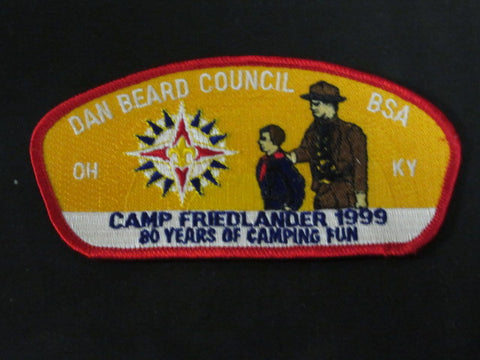 DAN BEARD COUNCIL BSA
OH KY
CAMP FRIEDLANDER 1999
80 YEARS OF CAMPING FUN